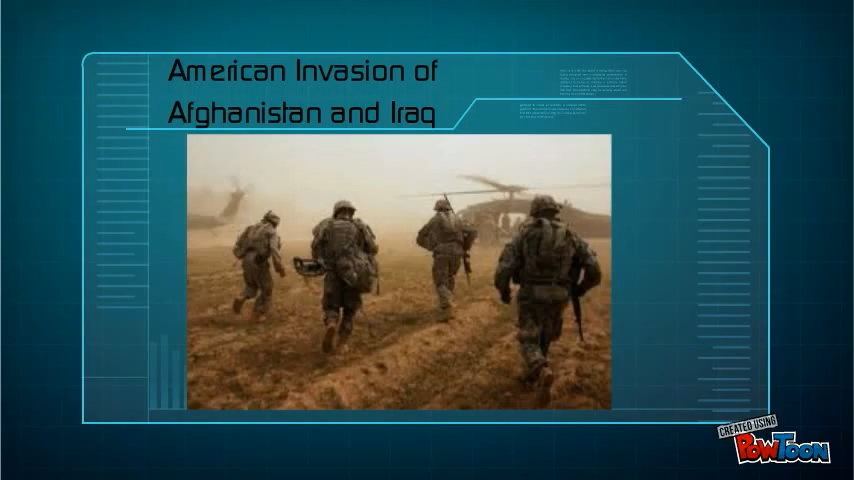 American Invasion of
Afghanistan and Iraq
CREATED USING
POWTOON